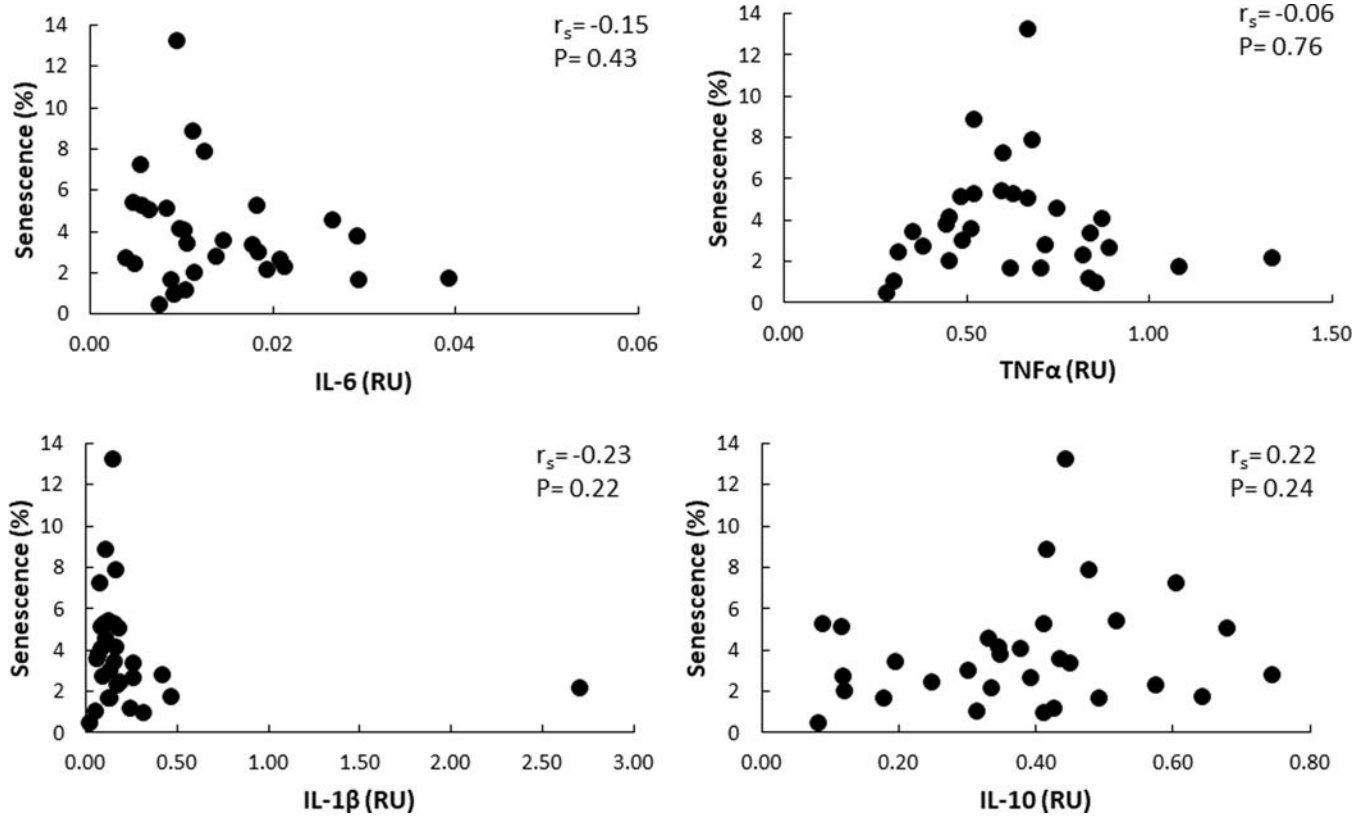 14
12
10
8
6
4
2
0
Senescence (%)
0.00 0.02 0.04 0.06
IL-6 (RU)
rₛ= -0.15
P= 0.43
14
12
10
8
6
4
2
0
Senescence (%)
0.00 0.50 1.00 1.50
TNFα (RU)
rₛ= -0.06
P= 0.76
14
12
10
8
6
4
2
0
Senescence (%)
0.00 0.50 1.00 1.50 2.00 2.50 3.00
IL-1β (RU)
rₛ= -0.23
P= 0.22
14
12
10
8
6
4
2
0
Senescence (%)
0.00 0.20 0.40 0.60 0.80
IL-10 (RU)
rₛ= 0.22
P= 0.24